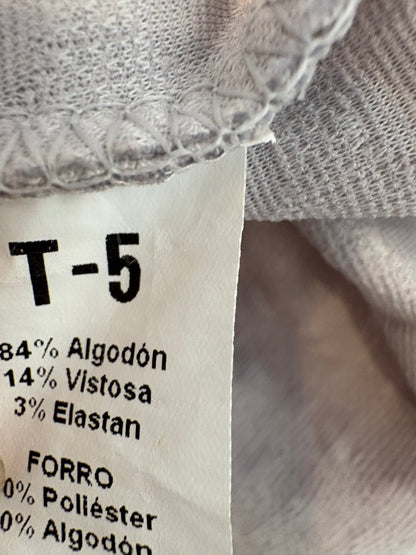 T-5
84% Algodón
14% Vistosa
3% Elastan
FORRO
0% Poliéster
0% Algodón